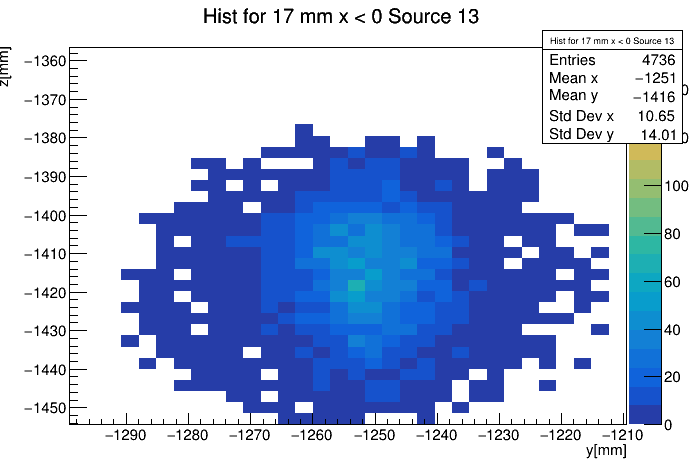 Hist for 17 mm x < 0 Source 13
Hist for 17 mm x < 0 Source 13
Entries 4736
Mean x −1251
Mean y −1416
Std Dev x 10.65
Std Dev y 14.01
z[mm]
−1360
−1370
−1380
−1390
−1400
−1410
−1420
−1430
−1440
−1450
−1290 −1280 −1270 −1260 −1250 −1240 −1230 −1220 −1210
y[mm]
0
0
100
80
60
40
20
0